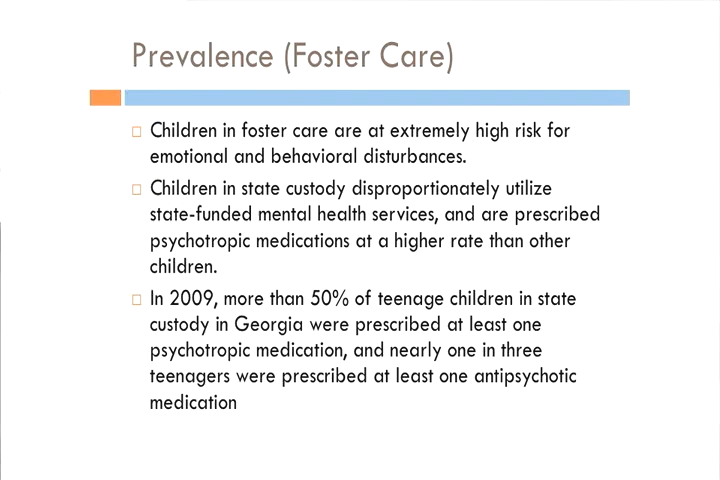 Prevalence (Foster Care)
Children in foster care are at extremely high risk for
emotional and behavioral disturbances.
Children in state custody disproportionately utilize
state-funded mental health services, and are prescribed
psychotropic medications at a higher rate than other
children.
In 2009, more than 50% of teenage children in state
custody in Georgia were prescribed at least one
psychotropic medication, and nearly one in three
teenagers were prescribed at least one antipsychotic
medication